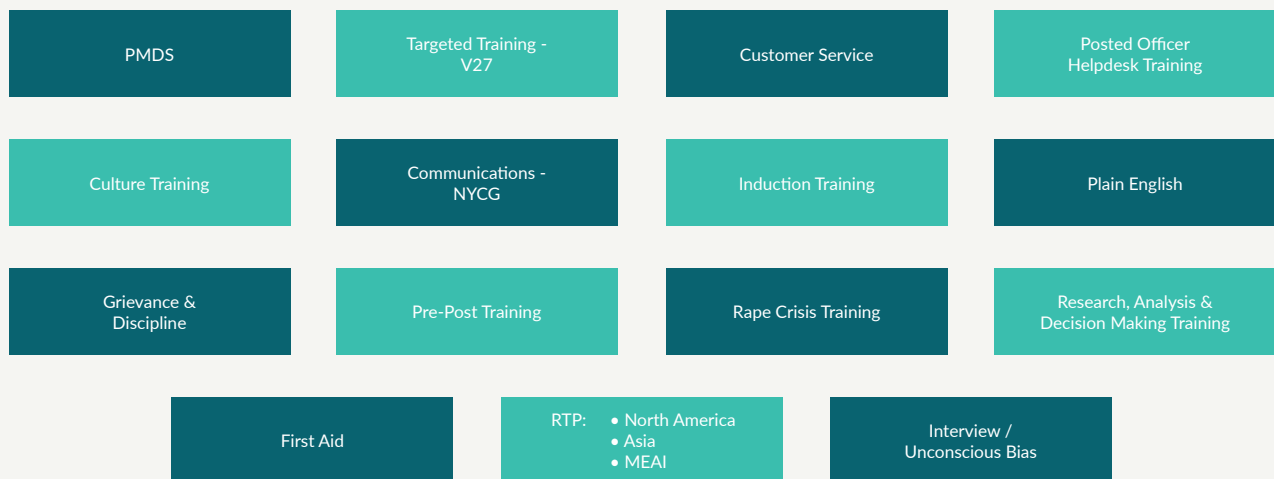 PMDS
Targeted Training -
V27
Customer Service
Posted Officer
Helpdesk Training
Culture Training
Communications -
NYCG
Induction Training
Plain English
Grievance &
Discipline
Pre-Post Training
Rape Crisis Training
Research, Analysis &
Decision Making Training
First Aid
RTP: • North America
• Asia
• MEAI
Interview /
Unconscious Bias